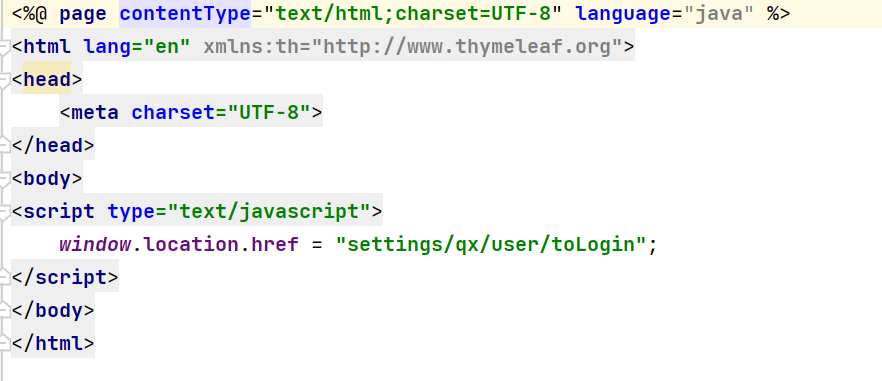 <%@ page contentType="text/html;charset=UTF-8" language="java" %>
<html lang="en" xmlns:th="http://www.thymeleaf.org">
<head>
    <meta charset="UTF-8">
</head>
<body>
<script type="text/javascript">
    window.location.href = "settings/qx/user/toLogin";
</script>
</body>
</html>